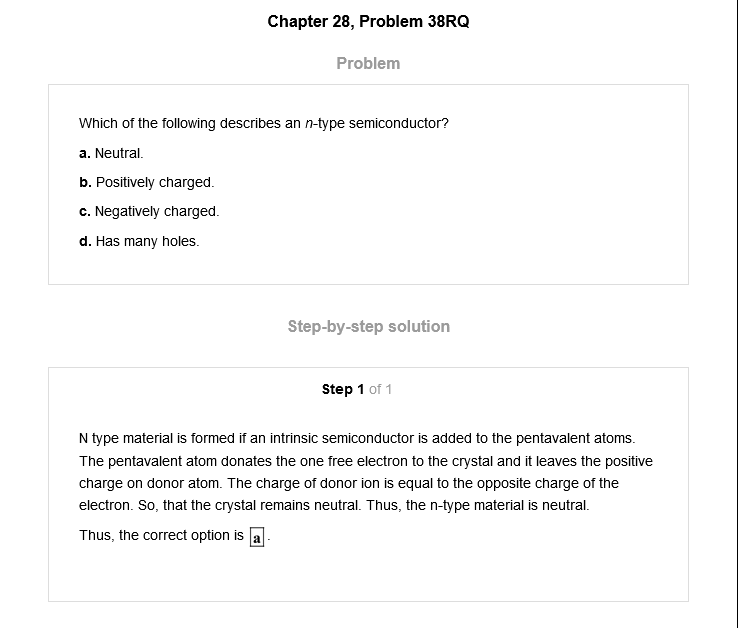 Chapter 28, Problem 38RQ
Problem
Which of the following describes an n-type semiconductor?
a. Neutral.
b. Positively charged.
c. Negatively charged.
d. Has many holes.
Step-by-step solution
Step 1 of 1
N type material is formed if an intrinsic semiconductor is added to the pentavalent atoms.
The pentavalent atom donates the one free electron to the crystal and it leaves the positive
charge on donor atom. The charge of donor ion is equal to the opposite charge of the
electron. So, that the crystal remains neutral. Thus, the n-type material is neutral.
Thus, the correct option is a.